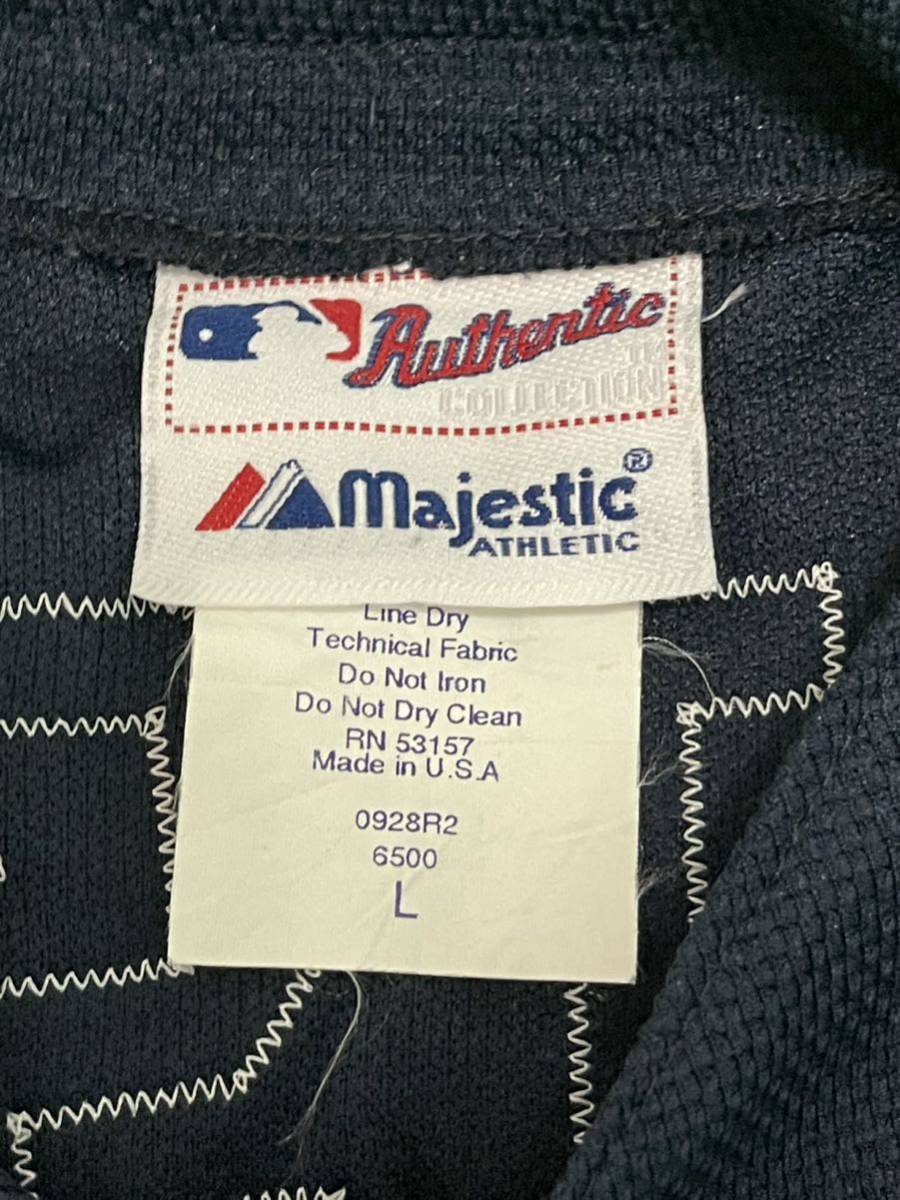 Authentic
TM
COLLECTION
Majestic®
ATHLETIC
Line Dry
Technical Fabric
Do Not Iron
Do Not Dry Clean
RN 53157
Made in U.S.A
0928R2
6500
L